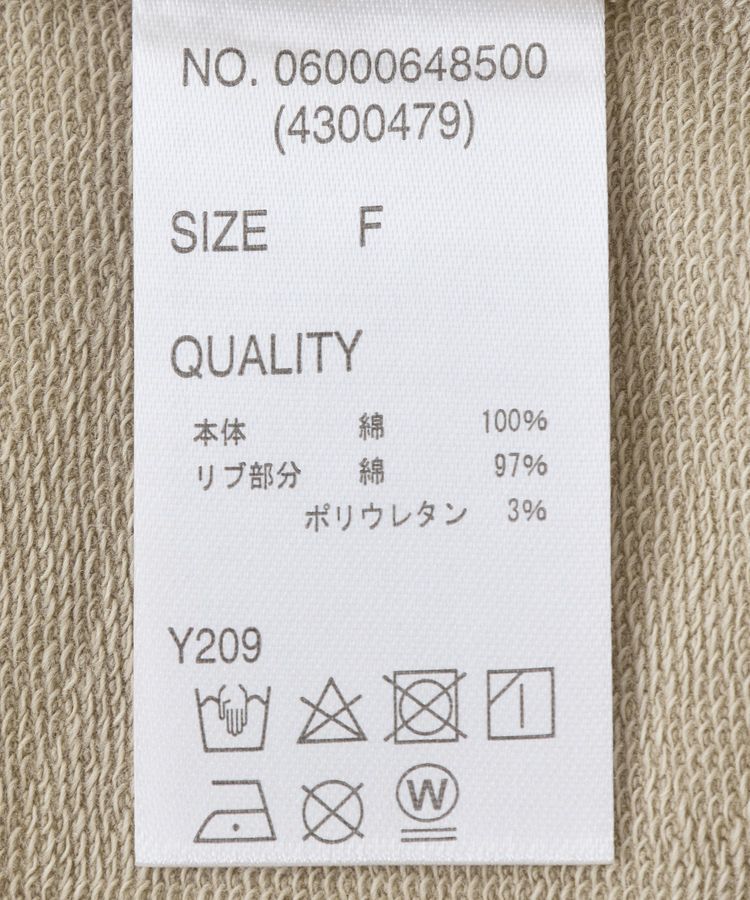 NO. 06000648500
(4300479)
SIZE F
QUALITY
本体 綿 100%
リブ部分 綿 97%
ポリウレタン 3%
Y209
W